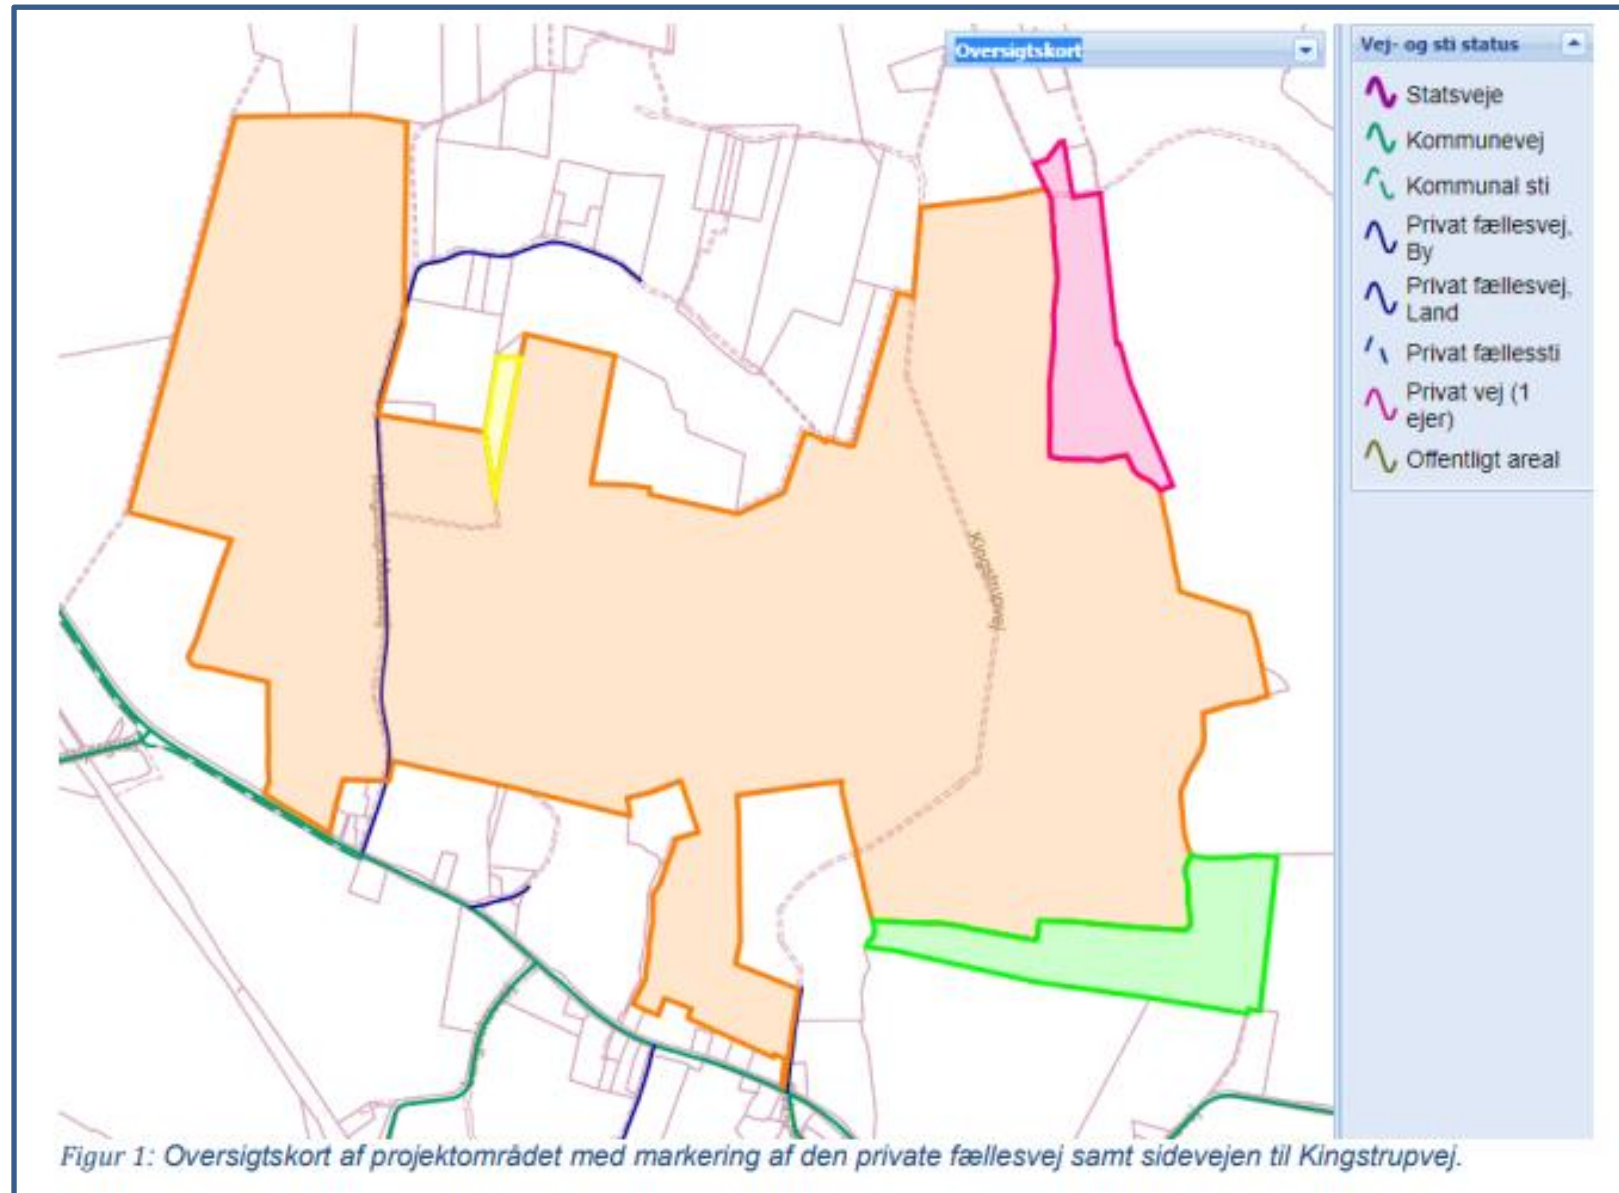 Oversigtskort
Vej- og sti status
Statsveje
Kommunevej
Kommunal sti
Privat fællesvej,
By
Privat fællesvej,
Land
Privat fællessti
Privat vej (1
ejer)
Offentligt areal
Kingstrupvej
Figur 1: Oversigtskort af projektområdet med markering af den private fællesvej samt sidevejen til Kingstrupvej.